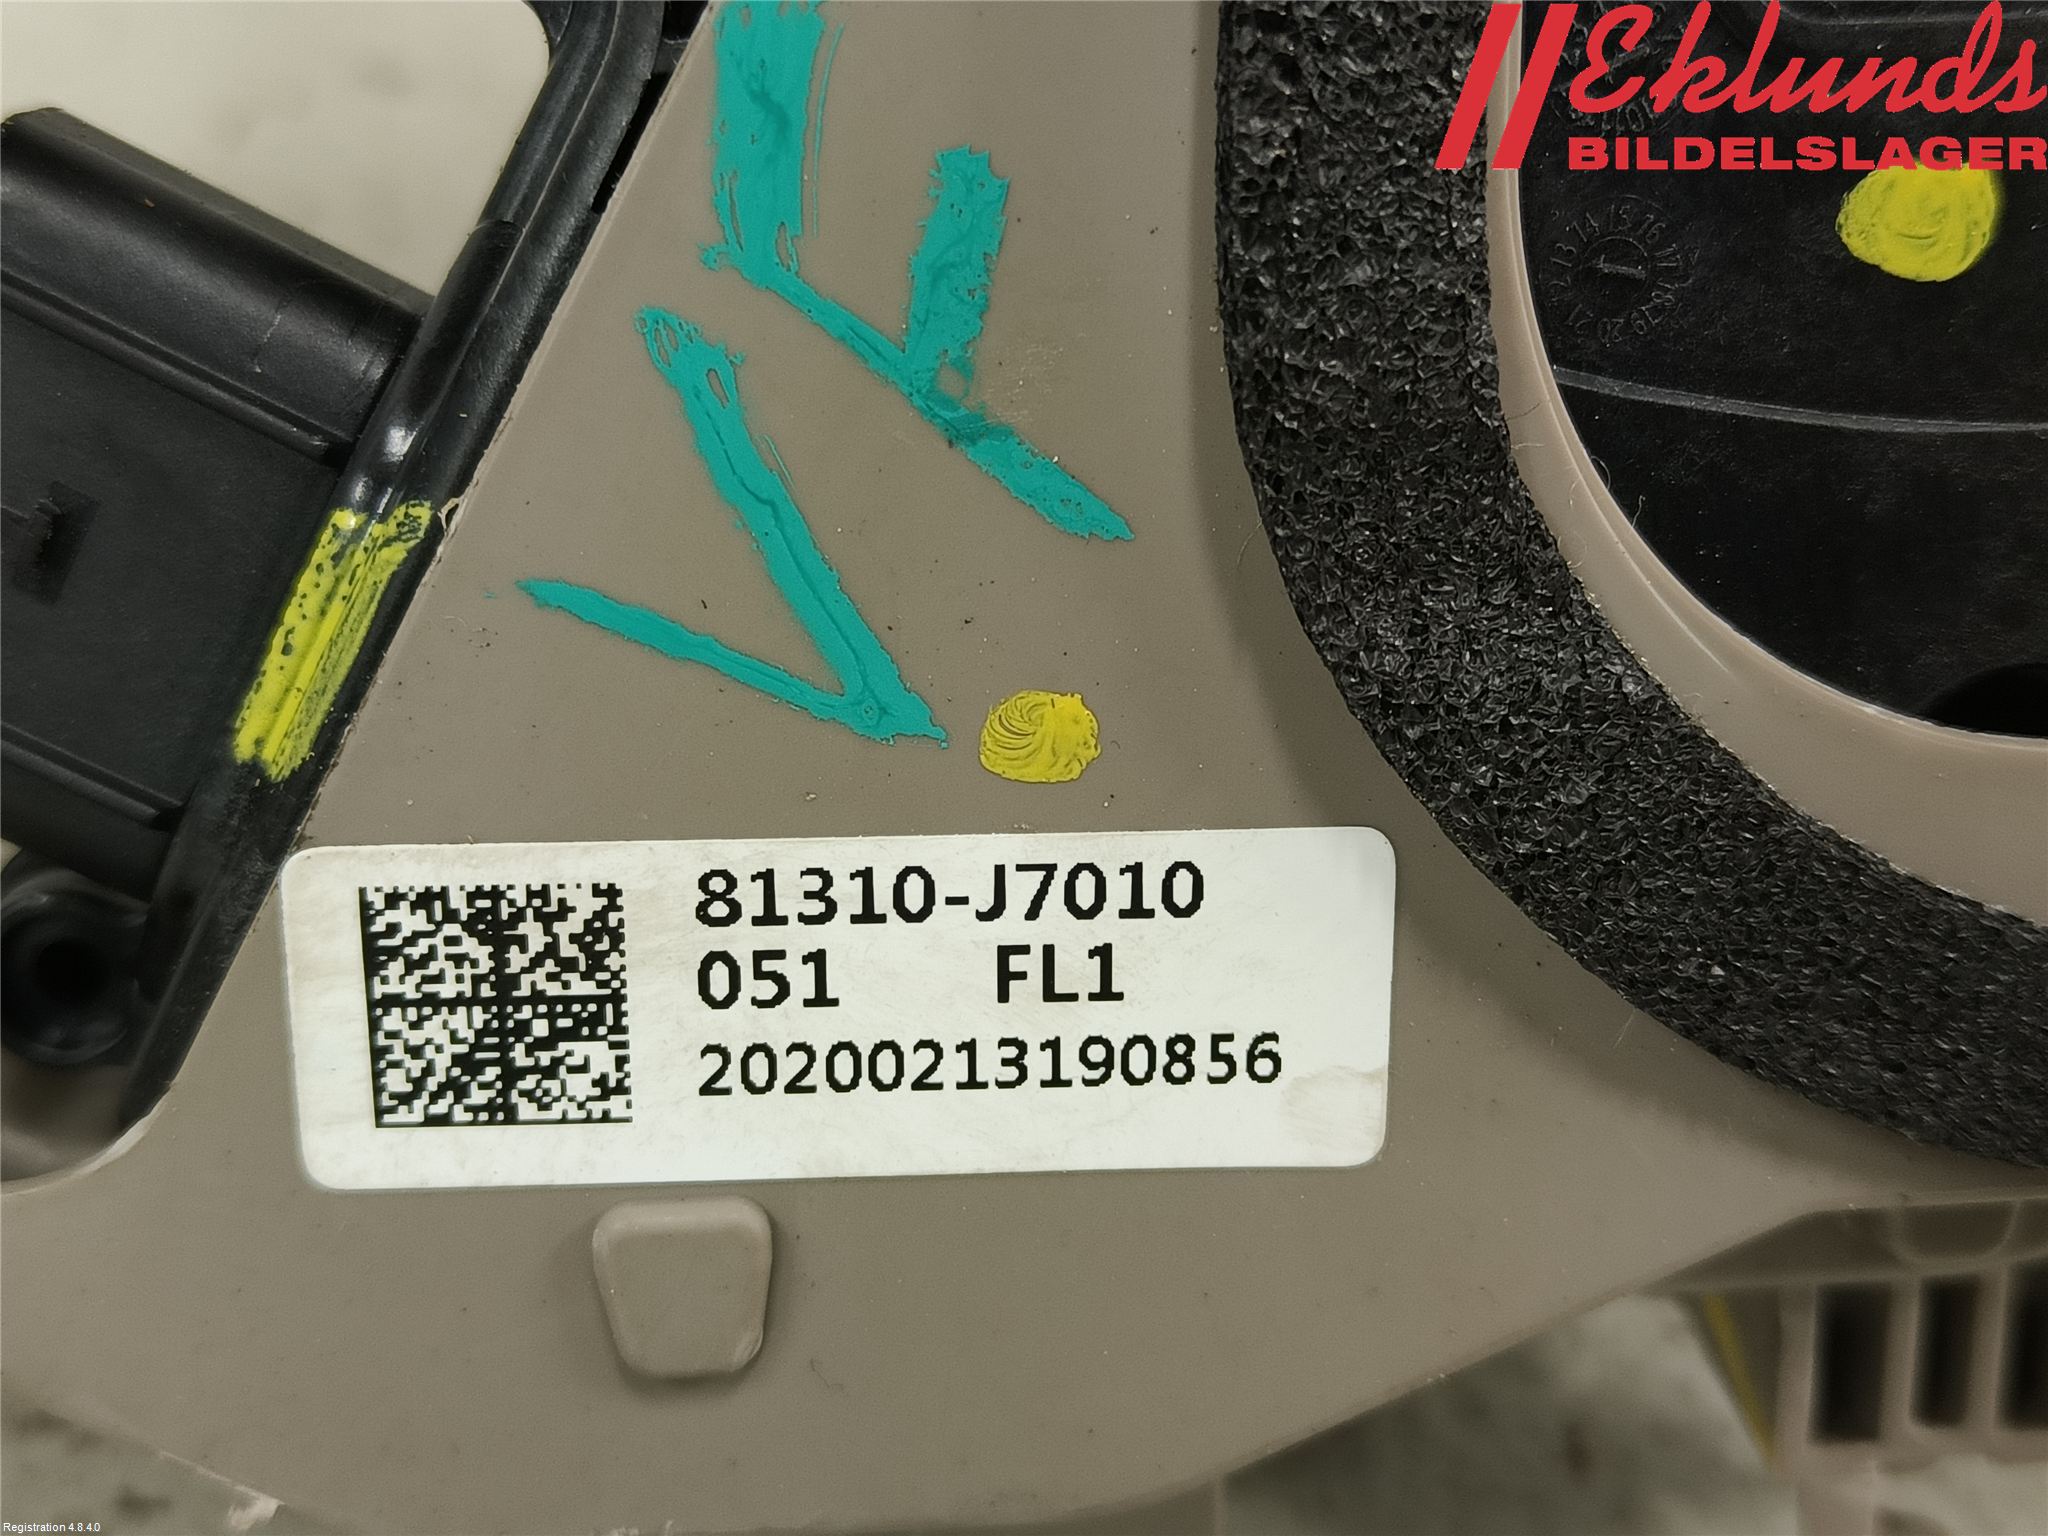 Eklunds
BILDELSLAGER
VF
81310-J7010
051 FL1
20200213190856
Registration 4.8.4.0